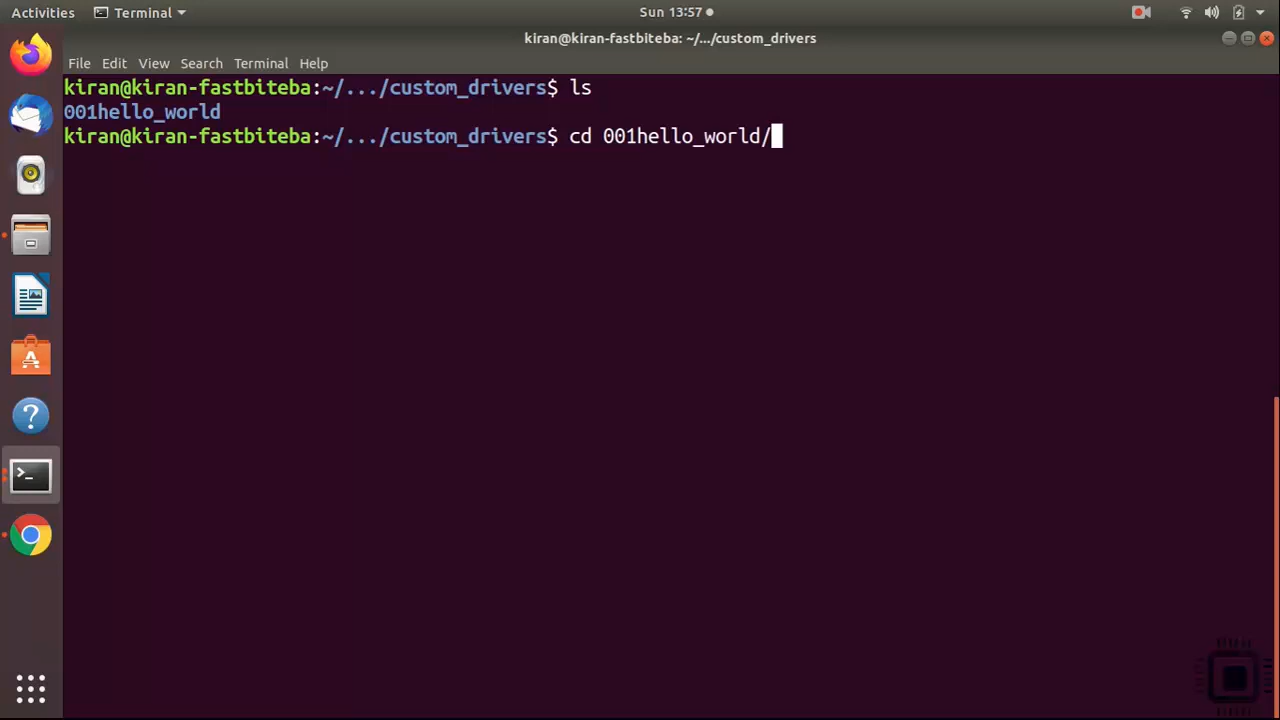 Activities Terminal Sun 13:57
kiran@kiran-fastbiteba: ~/.../custom_drivers
File Edit View Search Terminal Help
kiran@kiran-fastbiteba:~/.../custom_drivers$ ls
001hello_world
kiran@kiran-fastbiteba:~/.../custom_drivers$ cd 001hello_world/